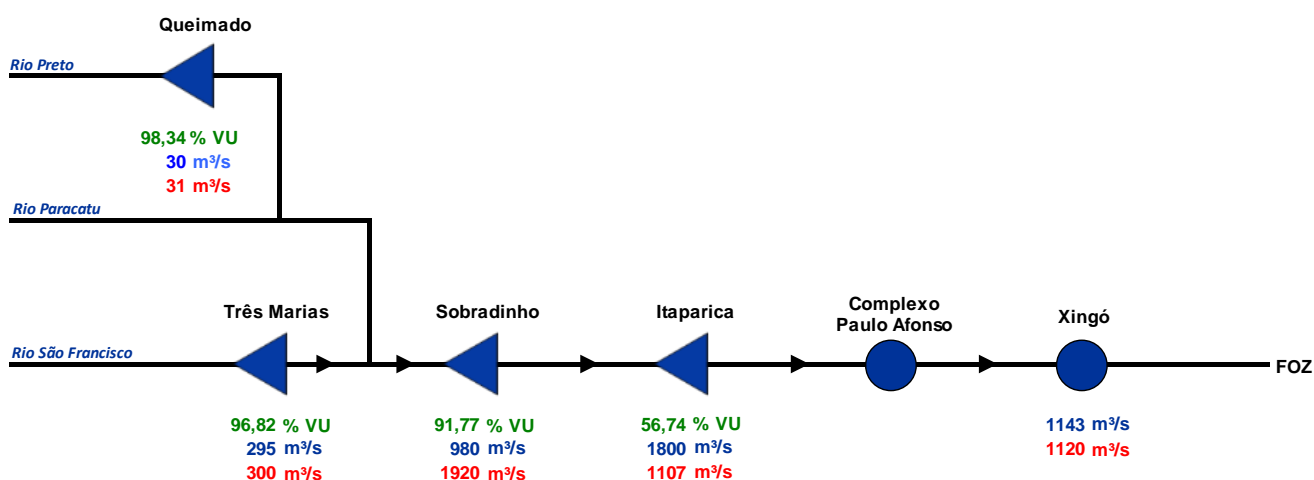 Queimado
Rio Preto
98,34 % VU
30 m³/s
31 m³/s
Rio Paracatu
Três Marias
Sobradinho
Itaparica
Complexo
Paulo Afonso
Xingó
Rio São Francisco
FOZ
96,82 % VU
295 m³/s
300 m³/s
91,77 % VU
980 m³/s
1920 m³/s
56,74 % VU
1800 m³/s
1107 m³/s
1143 m³/s
1120 m³/s